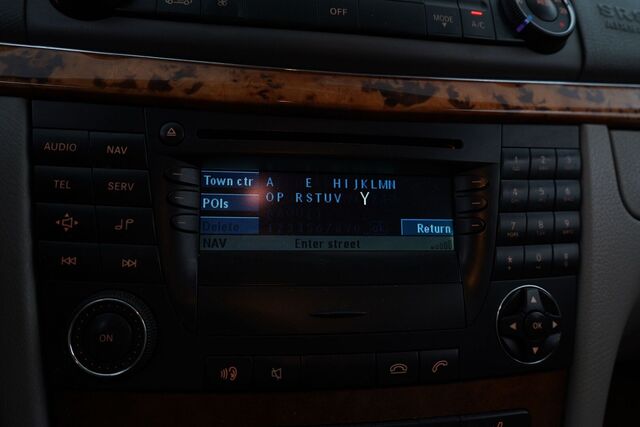 OFF
MODE
A/C
AUDIO NAV
TEL SERV
Town ctr A E HIJKLMN
POIs OP RSTUV Y
Delete
Return
NAV Enter street
ON
OK
1 2 3
4 5 6
7 8 9
* 0 #